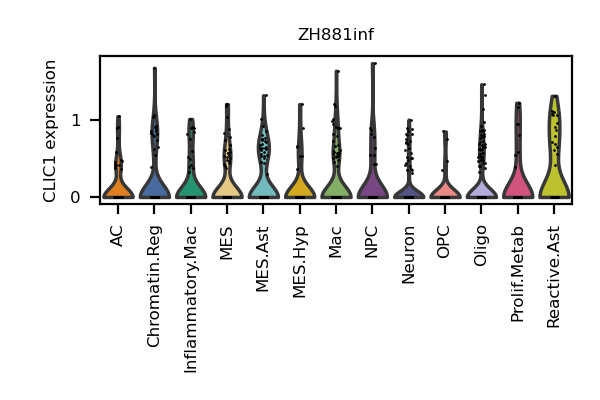 ZH881inf
CLIC1 expression
1
0
AC
Chromatin.Reg
Inflammatory.Mac
MES
MES.Ast
MES.Hyp
Mac
NPC
Neuron
OPC
Oligo
Prolif.Metab
Reactive.Ast